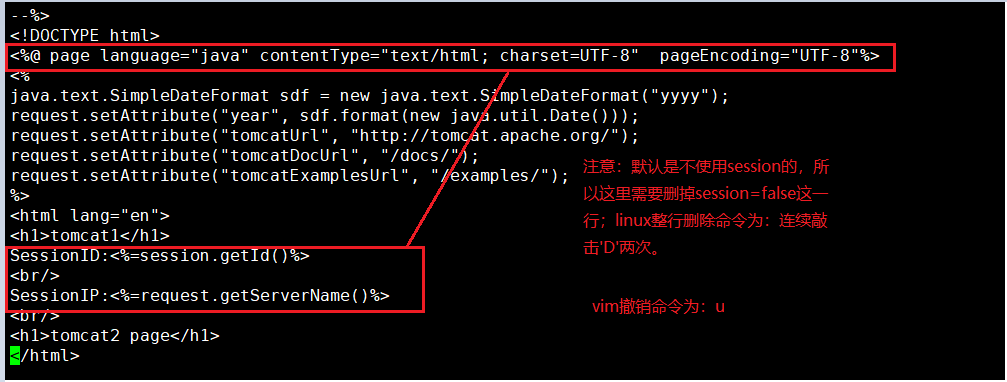 --%>
<!DOCTYPE html>
<%@ page language="java" contentType="text/html; charset=UTF-8"  pageEncoding="UTF-8"%>
<%
java.text.SimpleDateFormat sdf = new java.text.SimpleDateFormat("yyyy");
request.setAttribute("year", sdf.format(new java.util.Date()));
request.setAttribute("tomcatUrl", "http://tomcat.apache.org/");
request.setAttribute("tomcatDocUrl", "/docs/");
request.setAttribute("tomcatExamplesUrl", "/examples/");
%>
<html lang="en">
<h1>tomcat1</h1>
SessionID:<%=session.getId()%>
<br/>
SessionIP:<%=request.getServerName()%>
<br/>
<h1>tomcat2 page</h1>
</html>
注意：默认是不使用session的，所
以这里需要删掉session=false这一
行；linux整行删除命令为：连续敲
击'D'两次。
vim撤销命令为：u